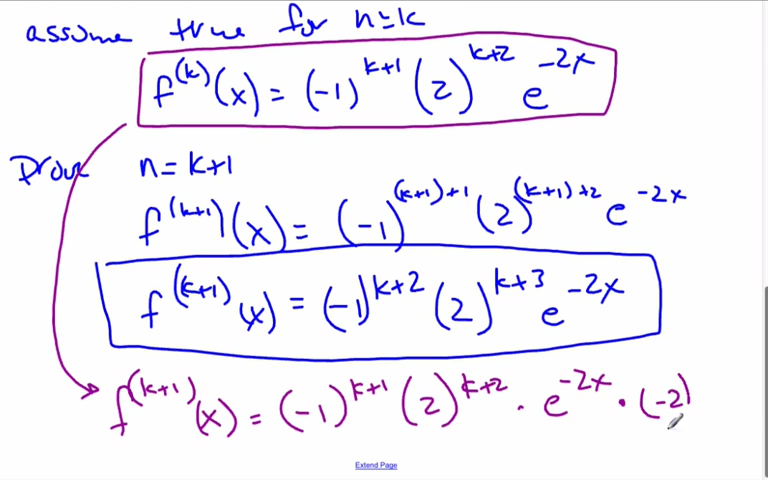 assume true for n=k
f^(k)(x) = (-1)^k+1 (2)^k+2 e^-2x
Prove n=k+1
f^(k+1)(x) = (-1)^(k+1)+1 (2)^(k+1)+2 e^-2x
f^(k+1)(x) = (-1)^k+2 (2)^k+3 e^-2x
f^(k+1)(x) = (-1)^k+1 (2)^k+2 · e^-2x · (-2)
Extend Page